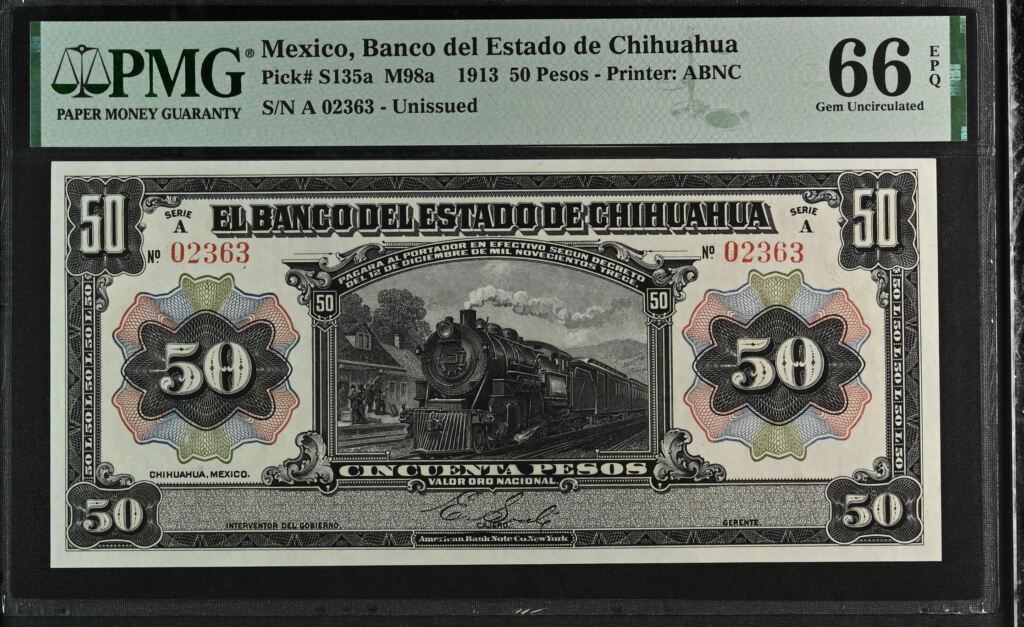 PMG®
PAPER MONEY GUARANTY
Mexico, Banco del Estado de Chihuahua
Pick# S135a M98a 1913 50 Pesos - Printer: ABNC
S/N A 02363 - Unissued
66
EPQ
Gem Uncirculated
50
SERIE
A
EL BANCO DEL ESTADO DE CHIHUAHUA
SERIE
A
50
Nº 02363
Nº 02363
PAGARA AL PORTADOR EN EFECTIVO SEGUN DECRETO
DEL 12 DE DICIEMBRE DE MIL NOVECIENTOS TRECE
50
50
50
50
CHIHUAHUA, MEXICO.
CINCUENTA PESOS
VALOR ORO NACIONAL
50
50
INTERVENTOR DEL GOBIERNO.
CAJERO.
GERENTE.
American Bank Note Co. New York